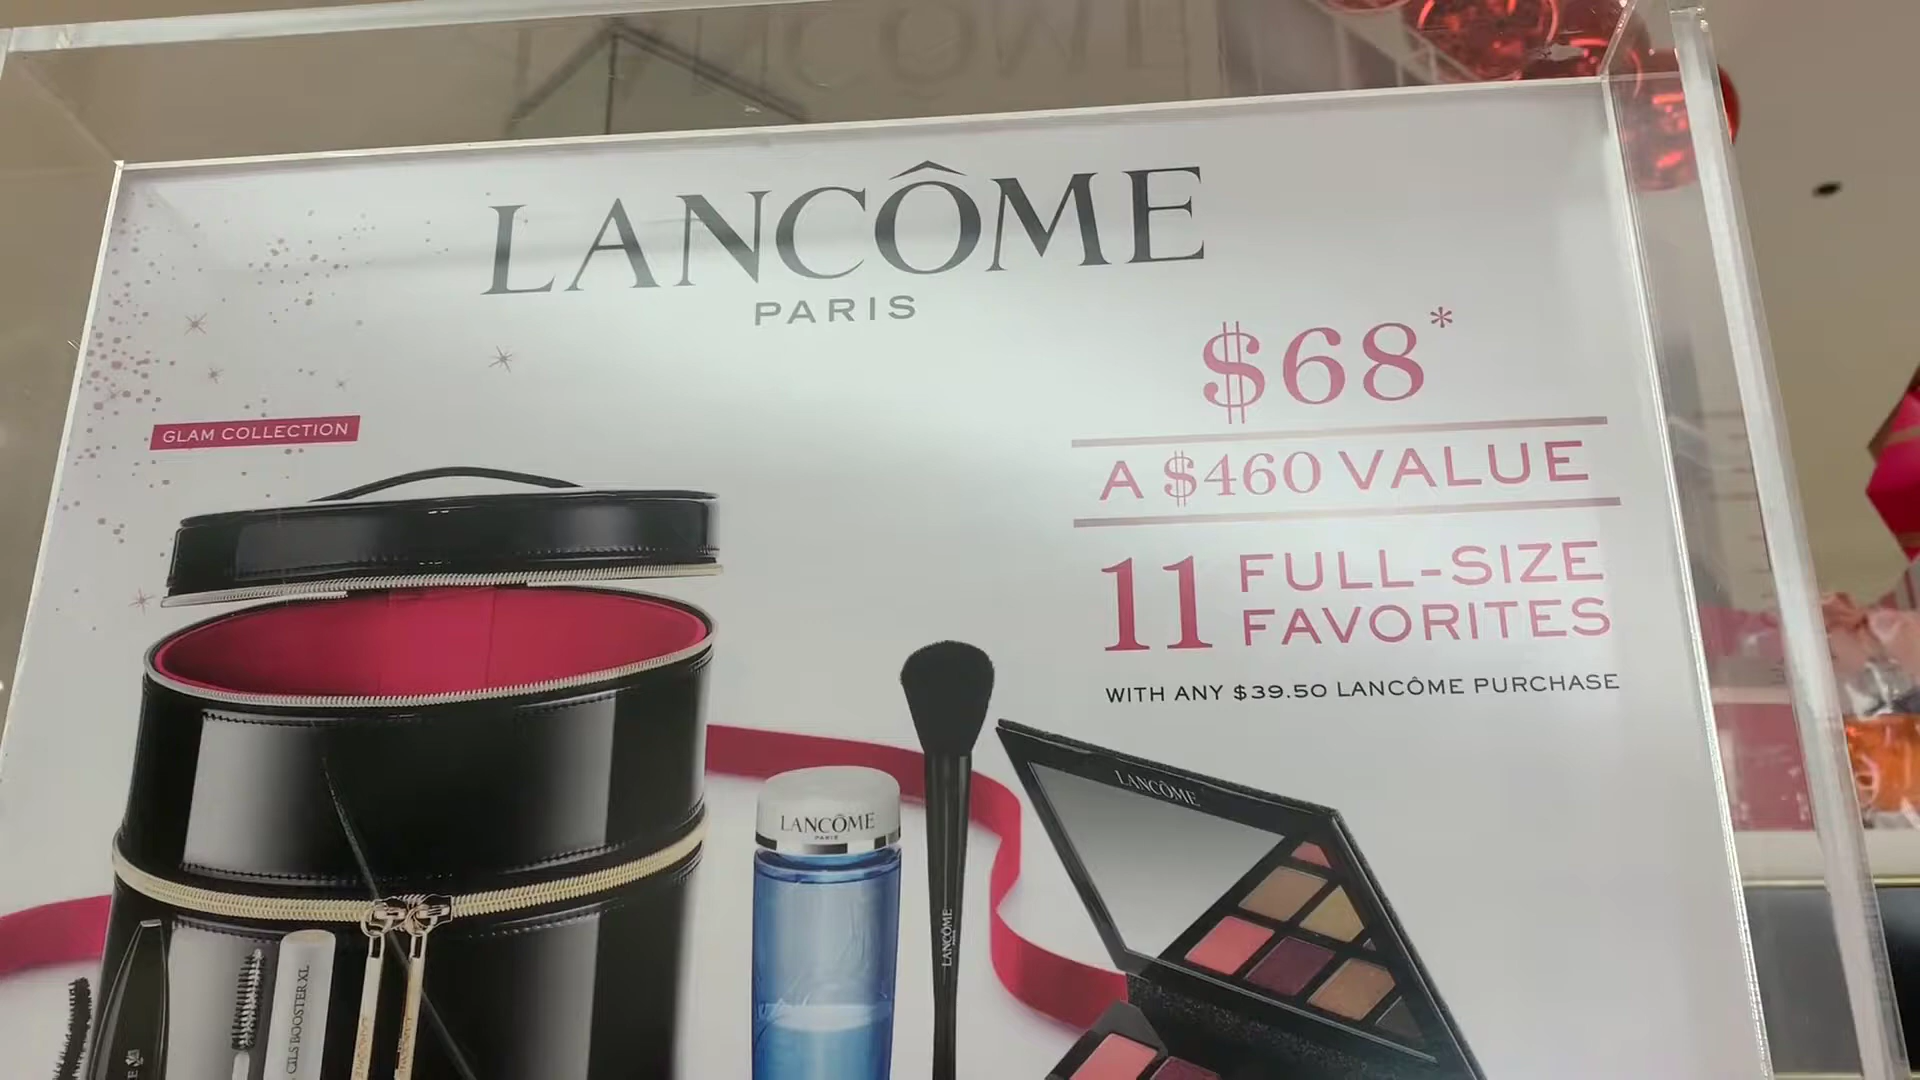 LANCÔME
PARIS
$68*
GLAM COLLECTION
A $460 VALUE
11 FULL-SIZE
FAVORITES
WITH ANY $39.50 LANCÔME PURCHASE
LANCÔME
LANCÔME
PARIS
LANCÔME
CILS BOOSTER XL